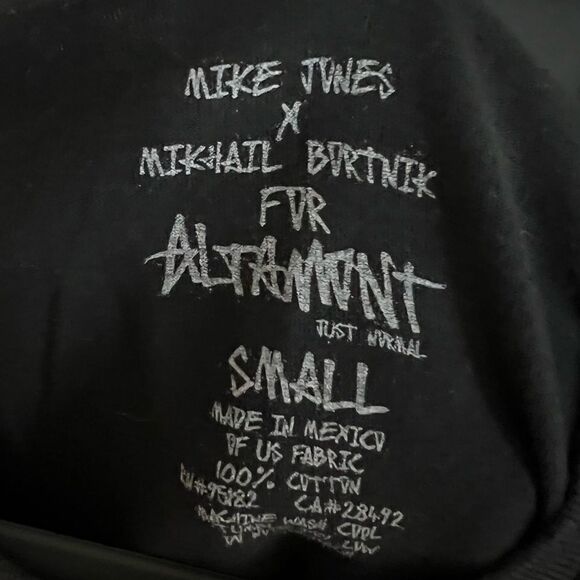 MIKE JONES
X
MIKHAIL BORTNIK
FOR
ALTAMONT
JUST NORMAL
SMALL
MADE IN MEXICO
OF US FABRIC
100% COTTON
RN#95182 CA#28492
MACHINE WASH COOL